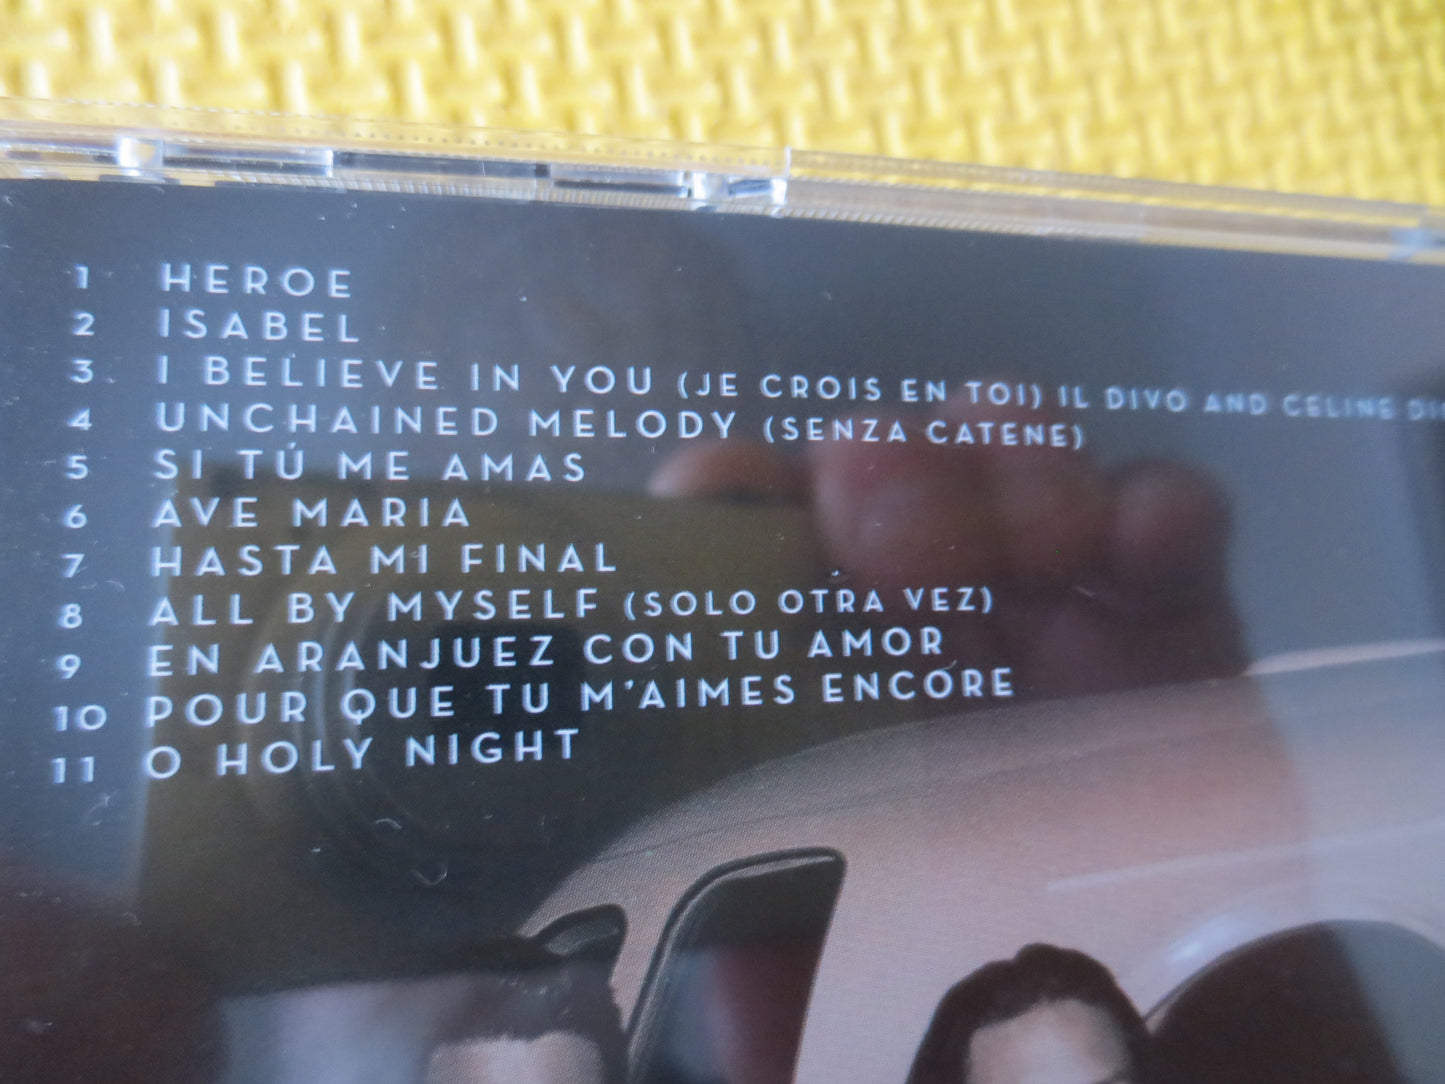 1 HEROE
2 ISABEL
3 I BELIEVE IN YOU (JE CROIS EN TOI) IL DIVO AND CELINE
4 UNCHAINED MELODY (SENZA CATENE)
5 SI TÚ ME AMAS
6 AVE MARIA
7 HASTA MI FINAL
8 ALL BY MYSELF (SOLO OTRA VEZ)
9 EN ARANJUEZ CON TU AMOR
10 POUR QUE TU M'AIMES ENCORE
11 O HOLY NIGHT